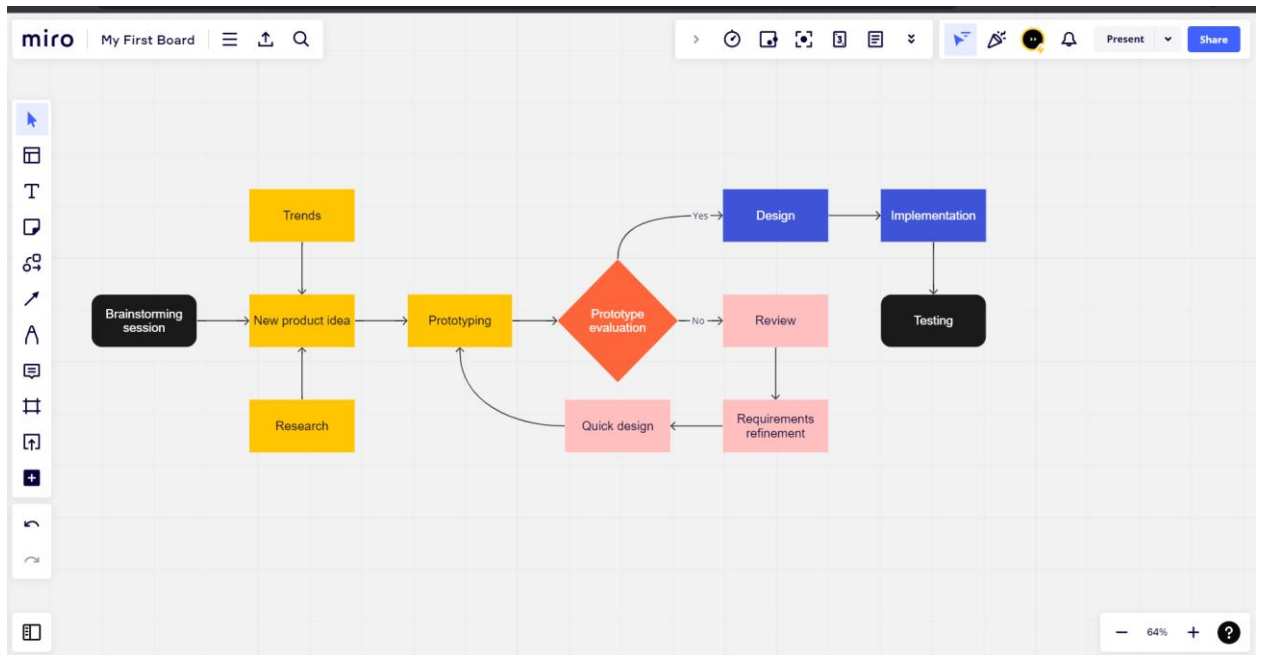 miro
My First Board
3
Present
Share
Trends
Yes
Design
Implementation
Brainstorming
session
New product idea
Prototyping
Prototype
evaluation
No
Review
Testing
Research
Quick design
Requirements
refinement
64%
?